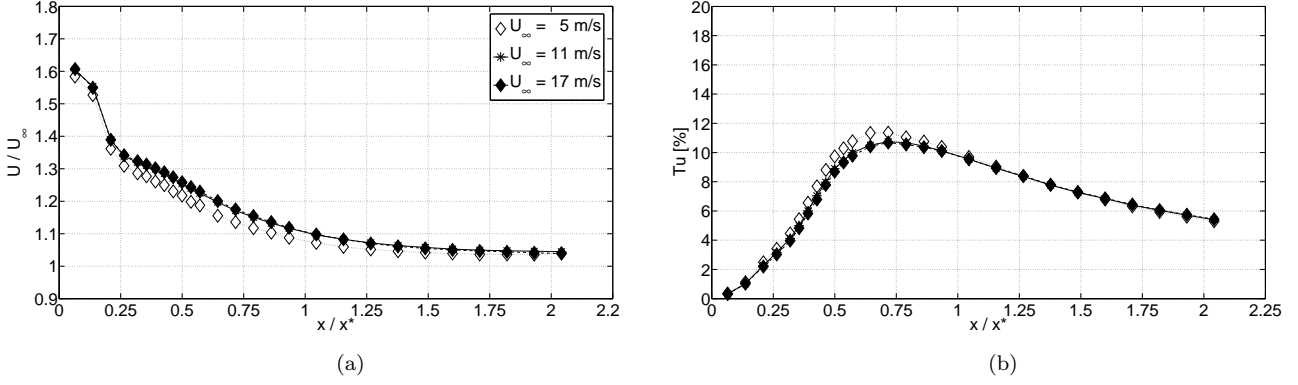 1.8
1.7
1.6
1.5
1.4
1.3
1.2
1.1
1
0.9
U / U∞
0 0.25 0.5 0.75 1 1.25 1.5 1.75 2 2.2
x / x*
U∞ = 5 m/s
U∞ = 11 m/s
U∞ = 17 m/s
(a)
20
18
16
14
12
10
8
6
4
2
0
Tu [%]
0 0.25 0.5 0.75 1 1.25 1.5 1.75 2 2.25
x / x*
(b)